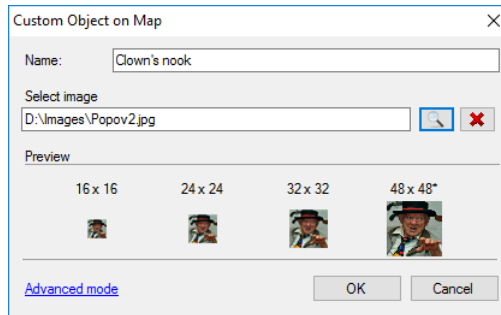 Custom Object on Map
Name: Clown's nook
Select image
D:\Images\Popov2.jpg
Preview
16 x 16 24 x 24 32 x 32 48 x 48*
Advanced mode OK Cancel